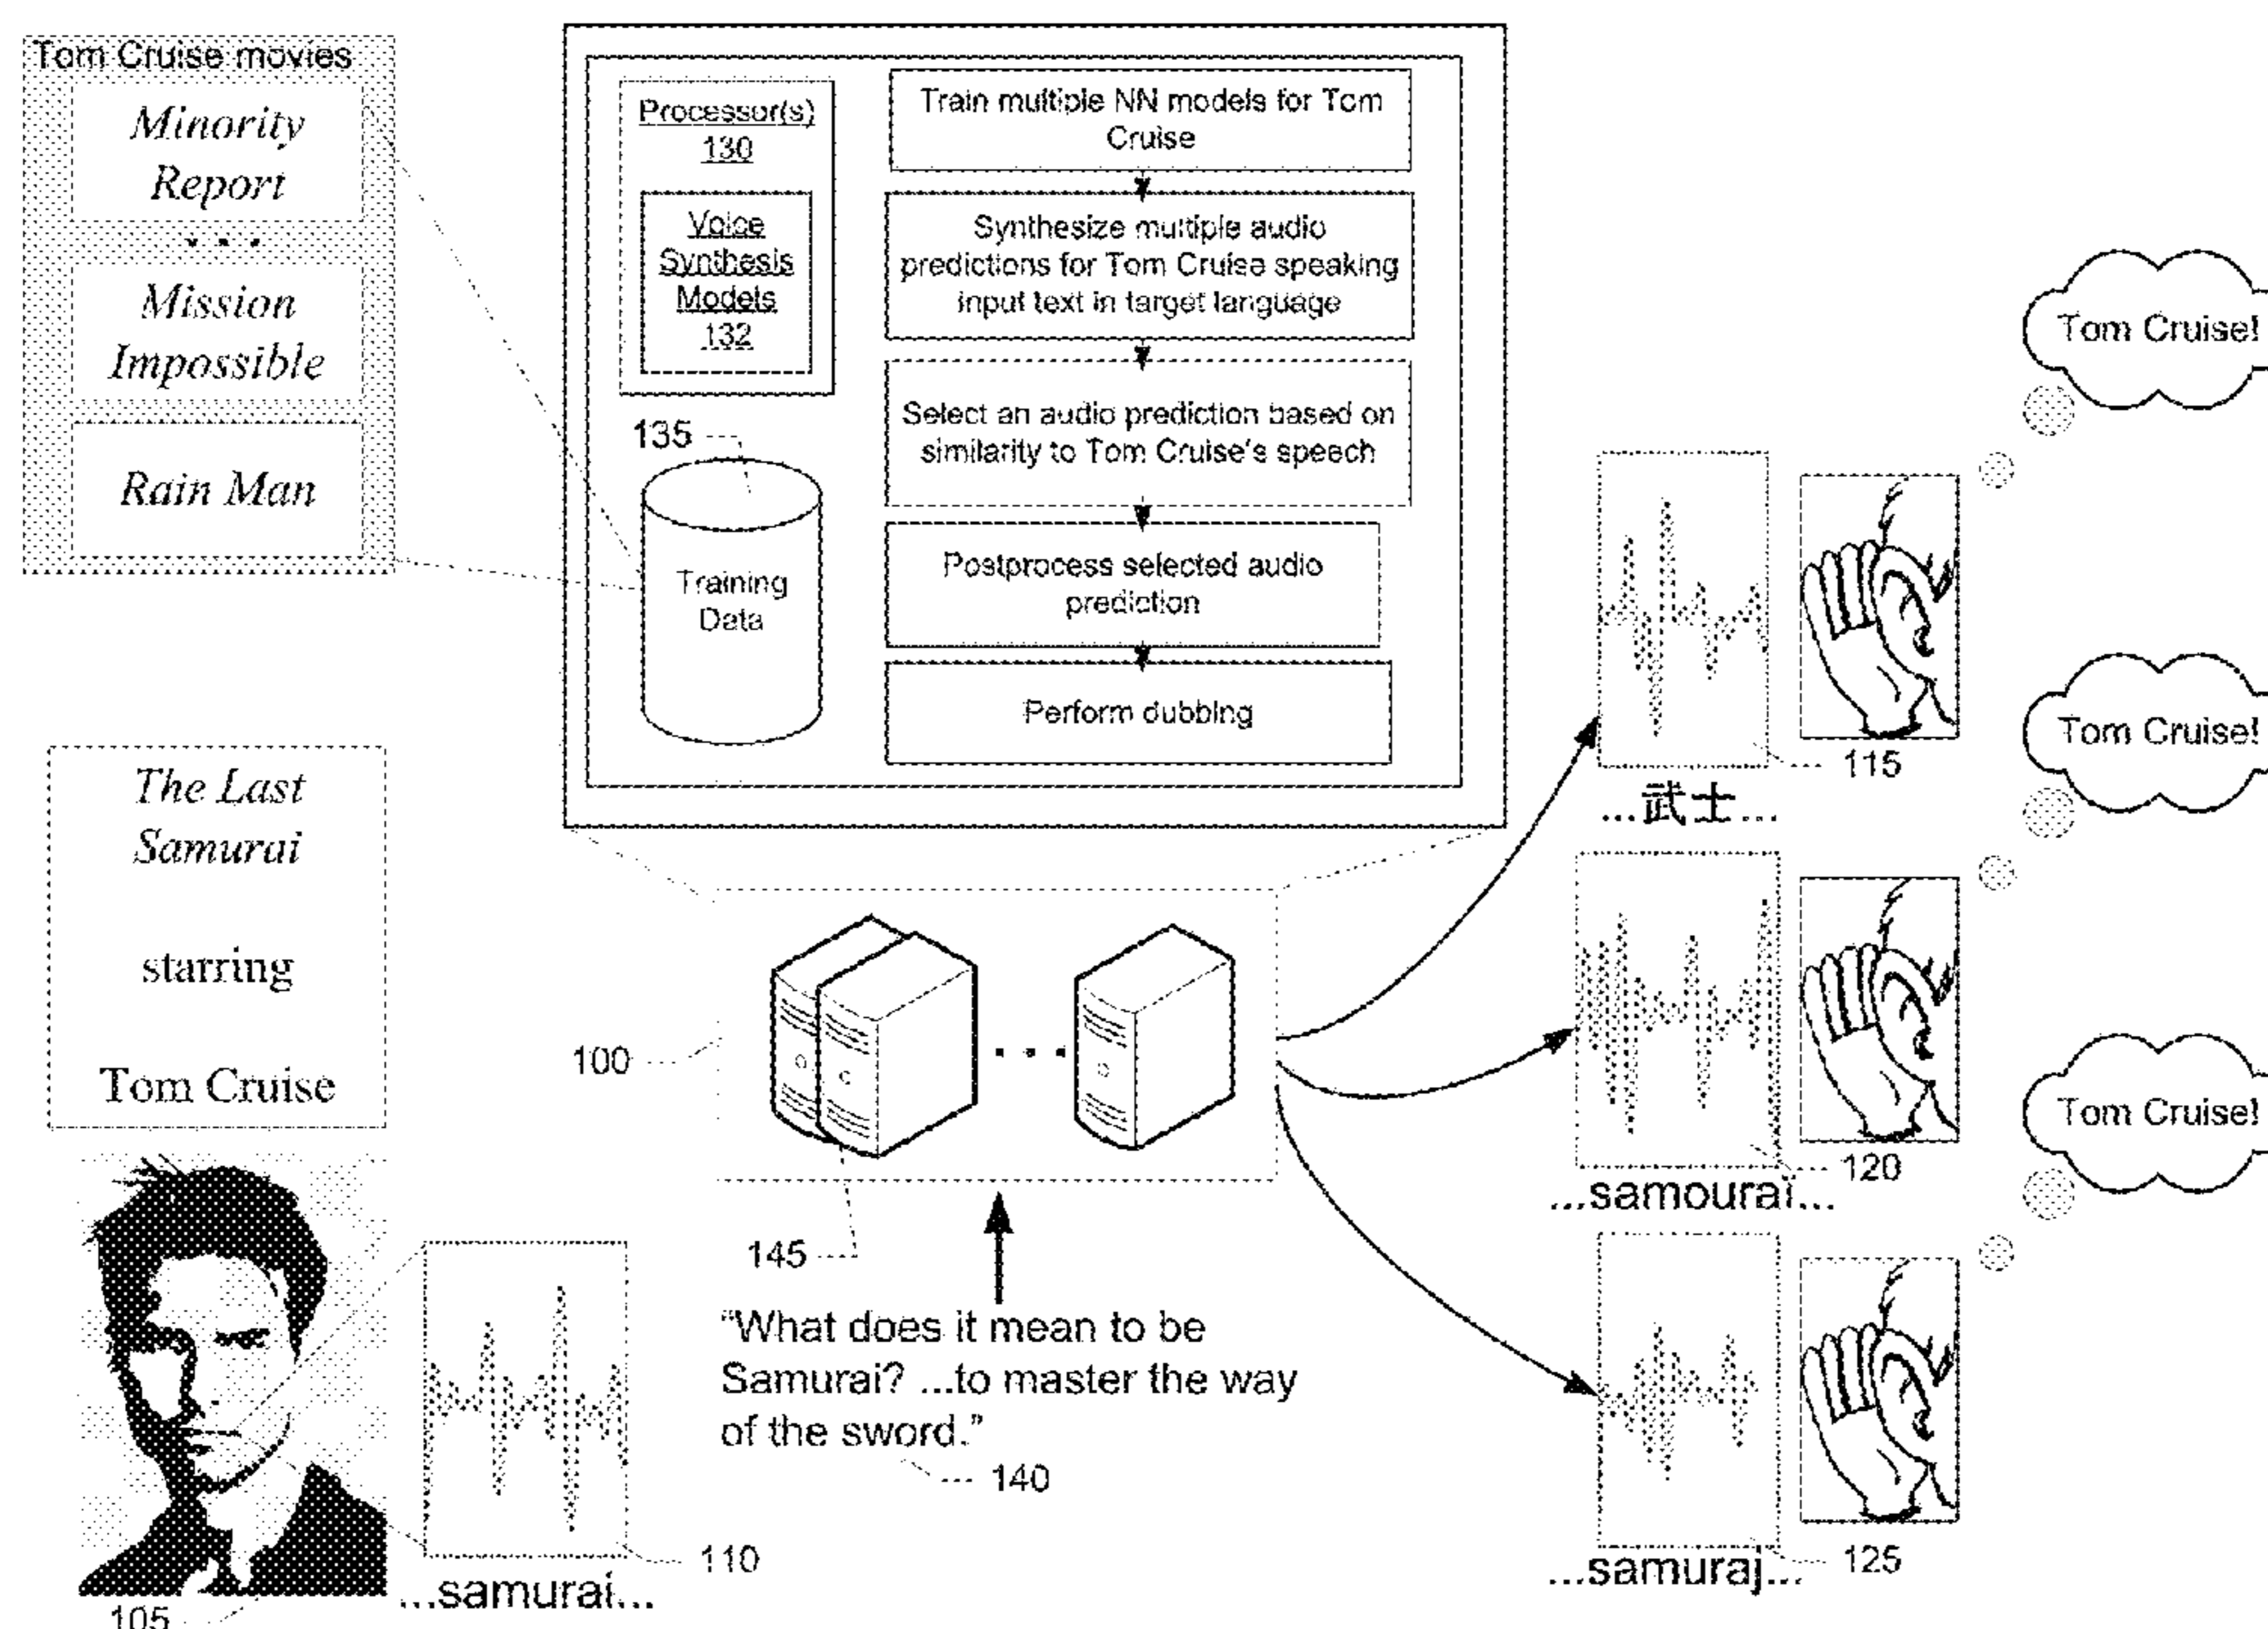 Tom Cruise movies
Minority
Report
...
Mission
Impossible
Rain Man
Processor(s)
130
Voice
Synthesis
Models
132
135
Training
Data
Train multiple NN models for Tom
Cruise
Synthesize multiple audio
predictions for Tom Cruise speaking
input text in target language
Select an audio prediction based on
similarity to Tom Cruise's speech
Postprocess selected audio
prediction
Perform dubbing
The Last
Samurai
starring
Tom Cruise
105
110
...samurai...
100
...
145
“What does it mean to be
Samurai? ...to master the way
of the sword.”
140
Tom Cruise!
115
...武士...
Tom Cruise!
120
...samouraï...
Tom Cruise!
125
...samuraj...